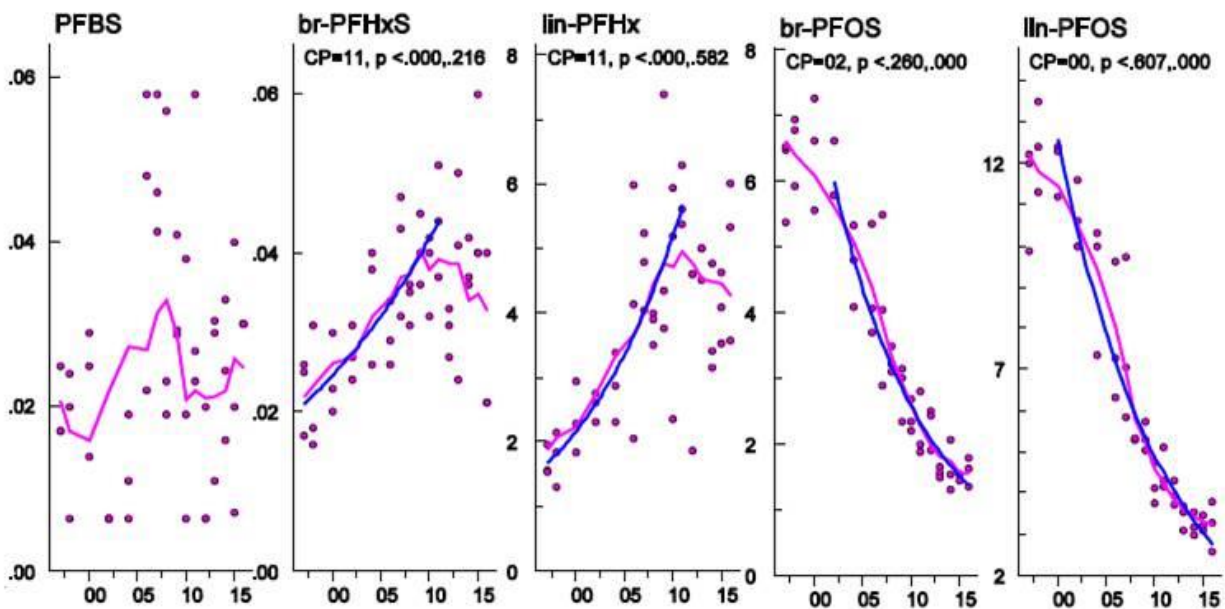 PFBS
br-PFHxS
lin-PFHx
br-PFOS
lin-PFOS
CP=11, p <.000,.216
CP=11, p <.000,.582
CP=02, p <.260,.000
CP=00, p <.607,.000
.06
.04
.02
.00
00 05 10 15
.06
.04
.02
.00
00 05 10 15
8
6
4
2
0
00 05 10 15
8
6
4
2
0
00 05 10 15
12
7
2
00 05 10 15